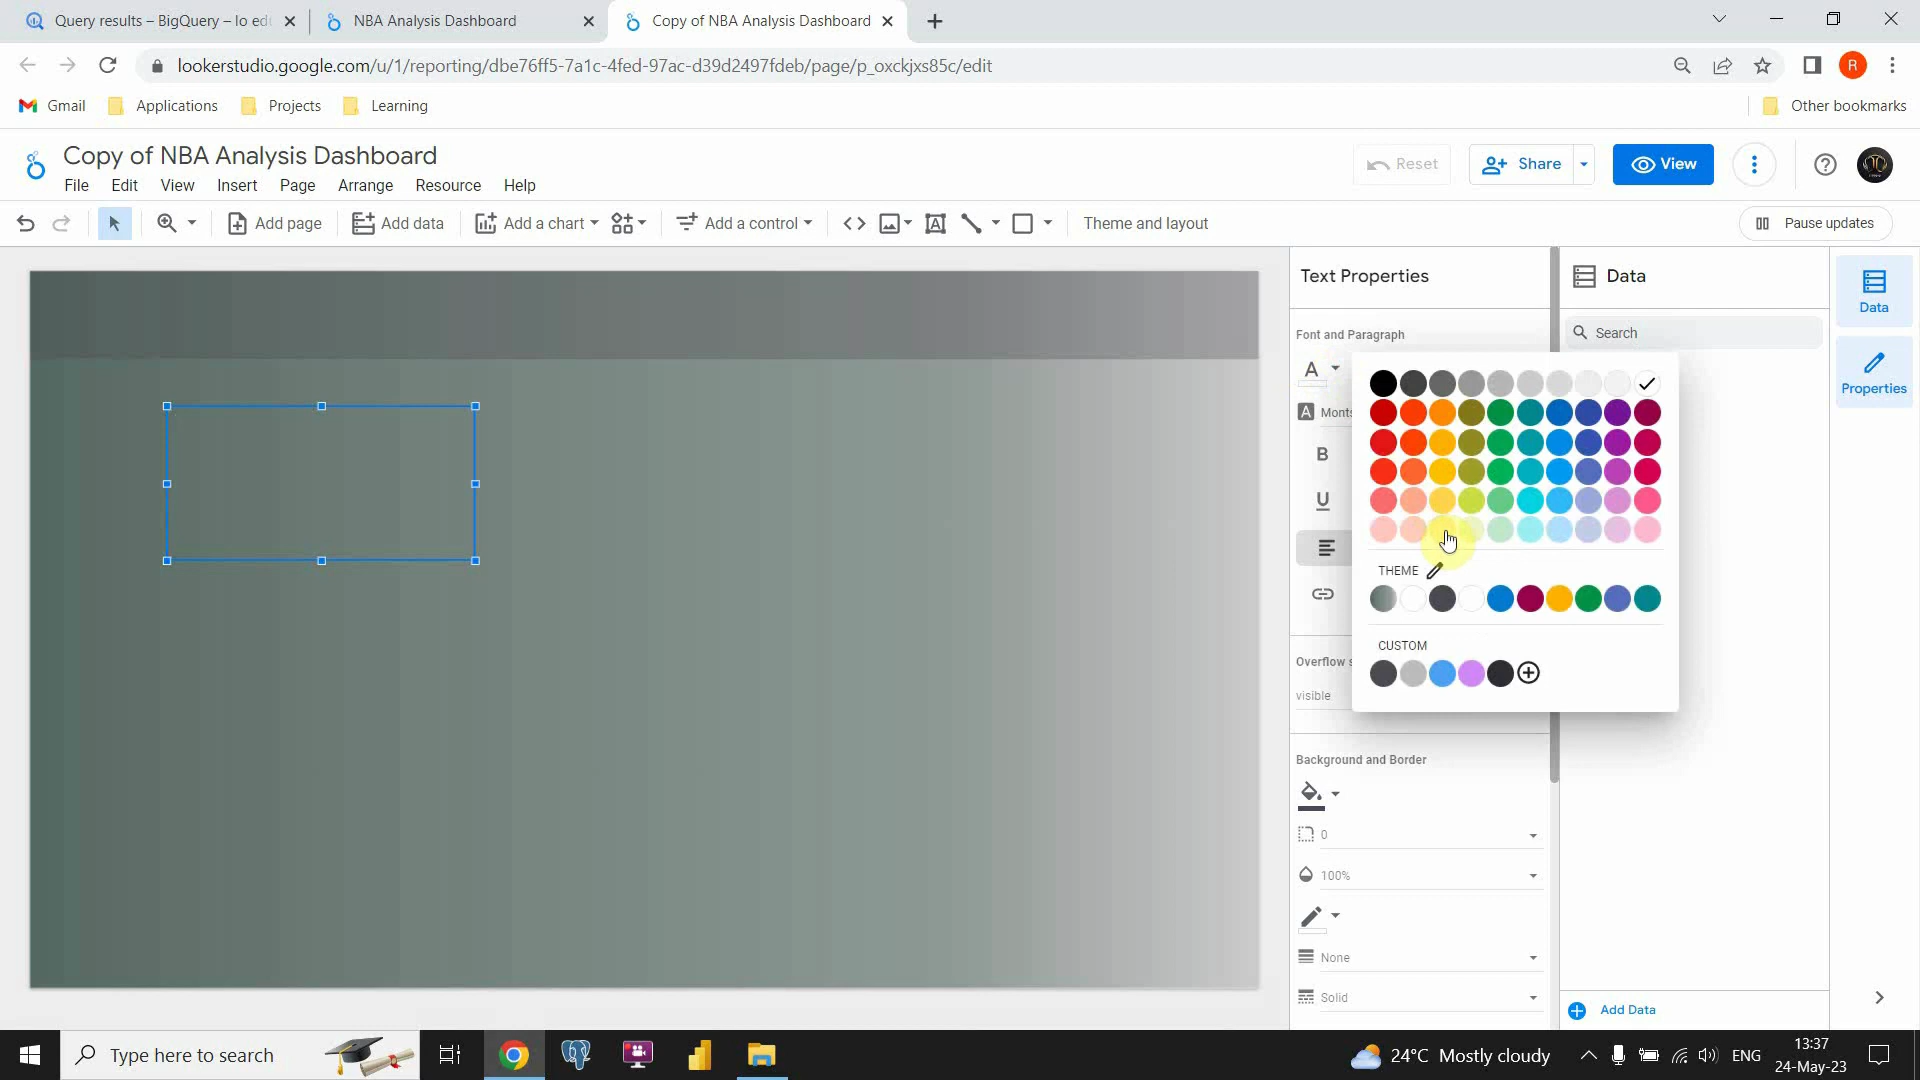 Query results – BigQuery – lo ed
NBA Analysis Dashboard
Copy of NBA Analysis Dashboard
lookerstudio.google.com/u/1/reporting/dbe76ff5-7a1c-4fed-97ac-d39d2497fdeb/page/p_oxckjxs85c/edit
R
Gmail
Applications
Projects
Learning
Other bookmarks
Copy of NBA Analysis Dashboard
Reset
Share
View
File Edit View Insert Page Arrange Resource Help
Add page
Add data
Add a chart
Add a control
Theme and layout
Pause updates
Text Properties
Data
Data
Font and Paragraph
Search
A
Properties
A Monts
B
U
THEME
CUSTOM
Overflow s
visible
Background and Border
0
100%
None
Solid
Add Data
Type here to search
24°C Mostly cloudy
ENG
13:37
24-May-23